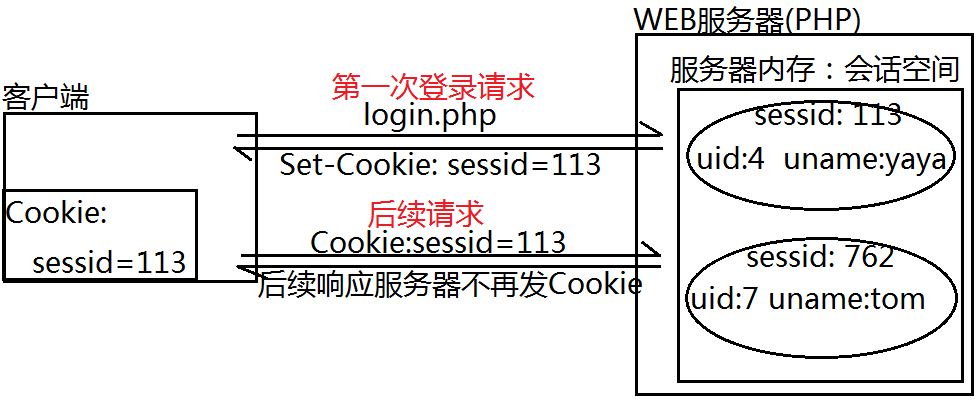 WEB服务器(PHP)
服务器内存：会话空间
客户端
第一次登录请求
login.php
Set-Cookie: sessid=113
sessid: 113
uid:4 uname:yaya
Cookie:
sessid=113
后续请求
Cookie:sessid=113
后续响应服务器不再发Cookie
sessid: 762
uid:7 uname:tom